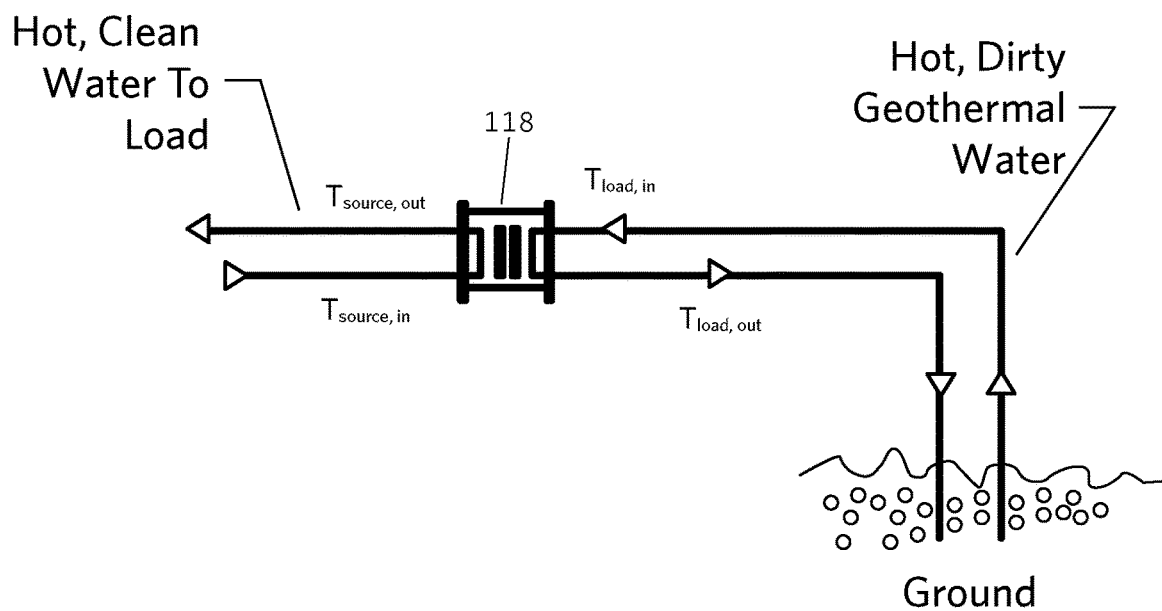 Hot, Clean
Water To
Load
Hot, Dirty
Geothermal
Water
118
T load, in
T source, out
T source, in
T load, out
Ground